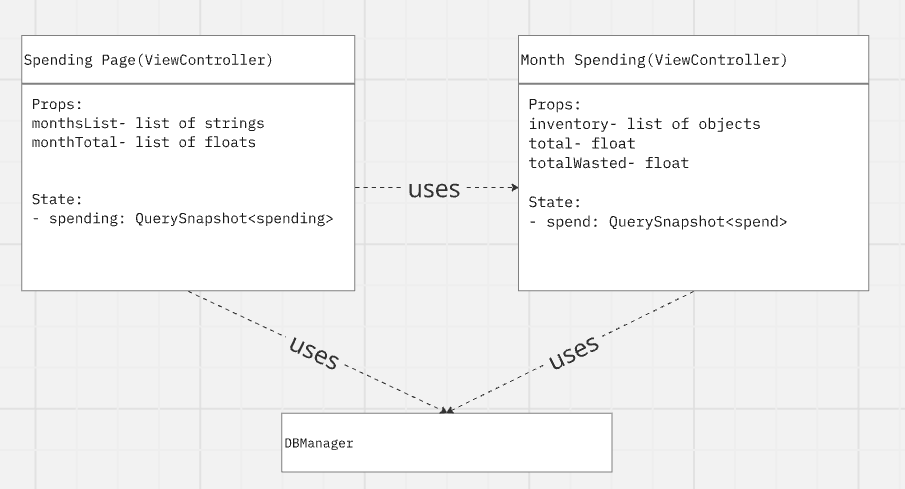 Spending Page(ViewController)
Props:
monthsList- list of strings
monthTotal- list of floats
State:
- spending: QuerySnapshot<spending>
uses
Month Spending(ViewController)
Props:
inventory- list of objects
total- float
totalWasted- float
State:
- spend: QuerySnapshot<spend>
uses
uses
DBManager